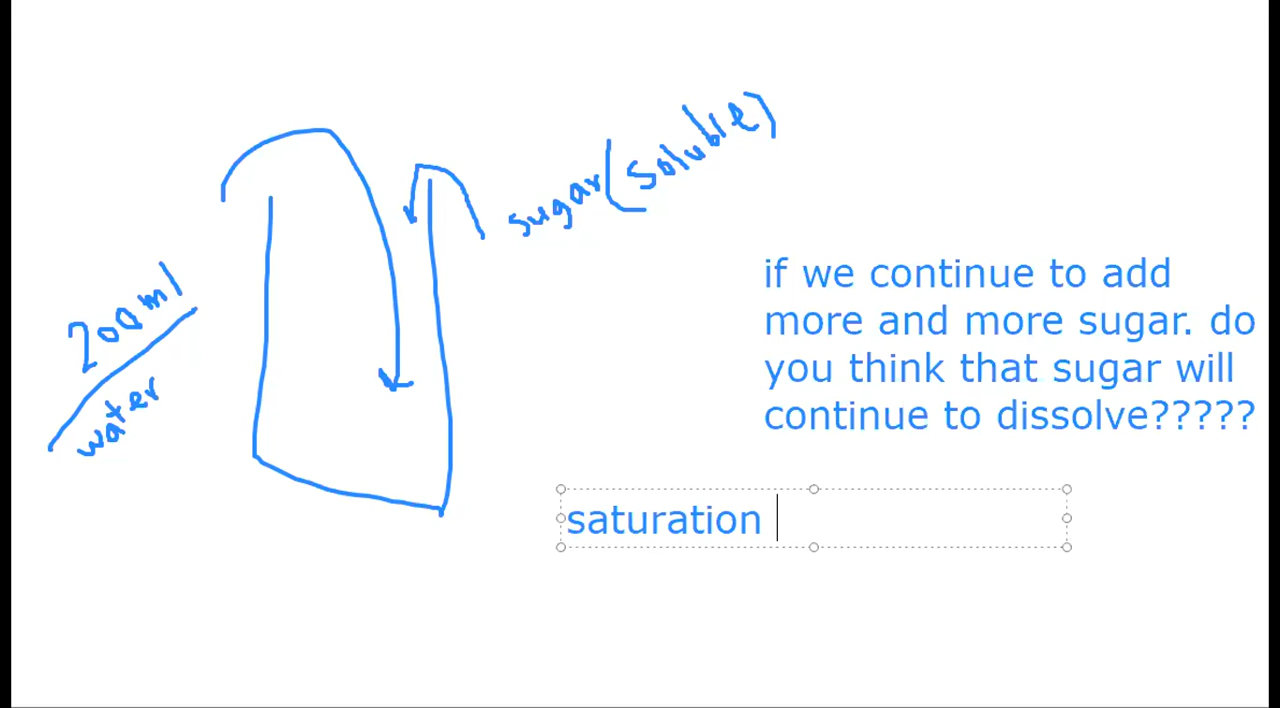 sugar(soluble)
200ml
water
if we continue to add
more and more sugar. do
you think that sugar will
continue to dissolve?????
saturation